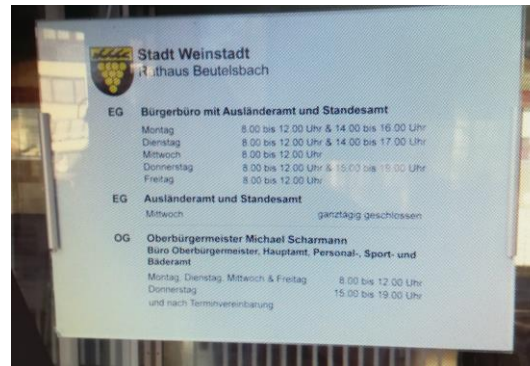 Stadt Weinstadt
Rathaus Beutelsbach
EG Bürgerbüro mit Ausländeramt und Standesamt
Montag 8.00 bis 12.00 Uhr & 14.00 bis 16.00 Uhr
Dienstag 8.00 bis 12.00 Uhr & 14.00 bis 17.00 Uhr
Mittwoch 8.00 bis 12.00 Uhr
Donnerstag 8.00 bis 12.00 Uhr & 15.00 bis 19.00 Uhr
Freitag 8.00 bis 12.00 Uhr
EG Ausländeramt und Standesamt
Mittwoch ganztägig geschlossen
OG Oberbürgermeister Michael Scharmann
Büro Oberbürgermeister, Hauptamt, Personal-, Sport- und
Bäderamt
Montag, Dienstag, Mittwoch & Freitag 8.00 bis 12.00 Uhr
Donnerstag 15.00 bis 19.00 Uhr
und nach Terminvereinbarung